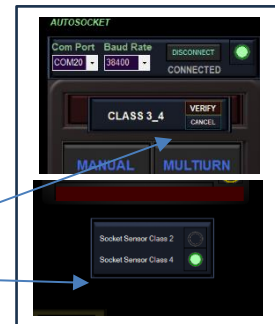 AUTOSOCKET
Com Port Baud Rate DISCONNECT
COM20 38400 CONNECTED
CLASS 3_4 VERIFY
CANCEL
MANUAL MULTIURN
Socket Sensor Class 2
Socket Sensor Class 4